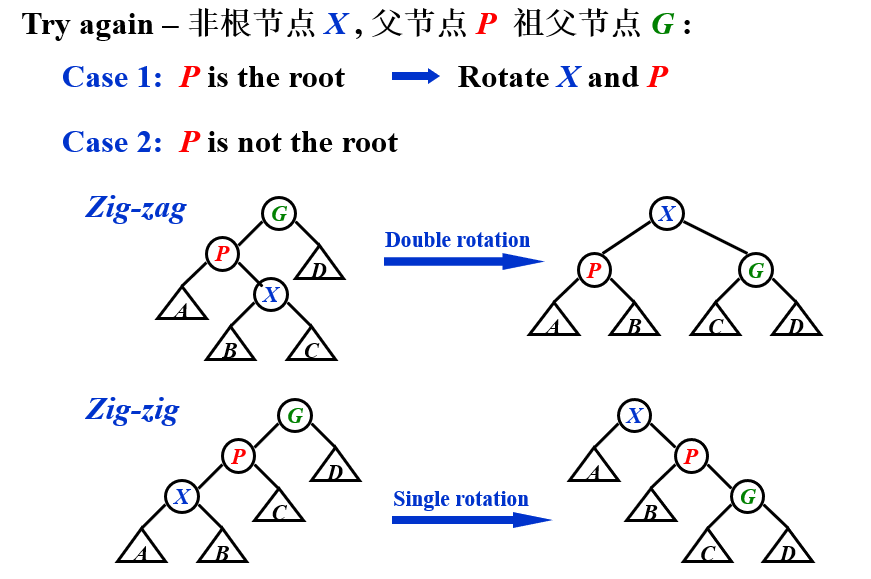 Try again – 非根节点 X , 父节点 P 祖父节点 G :
Case 1: P is the root Rotate X and P
Case 2: P is not the root
Zig-zag
G
P
D
A
X
B C
Double rotation
X
P G
A B C D
Zig-zig
G
P
D
X
C
A B
Single rotation
X
A
P
B
G
C D